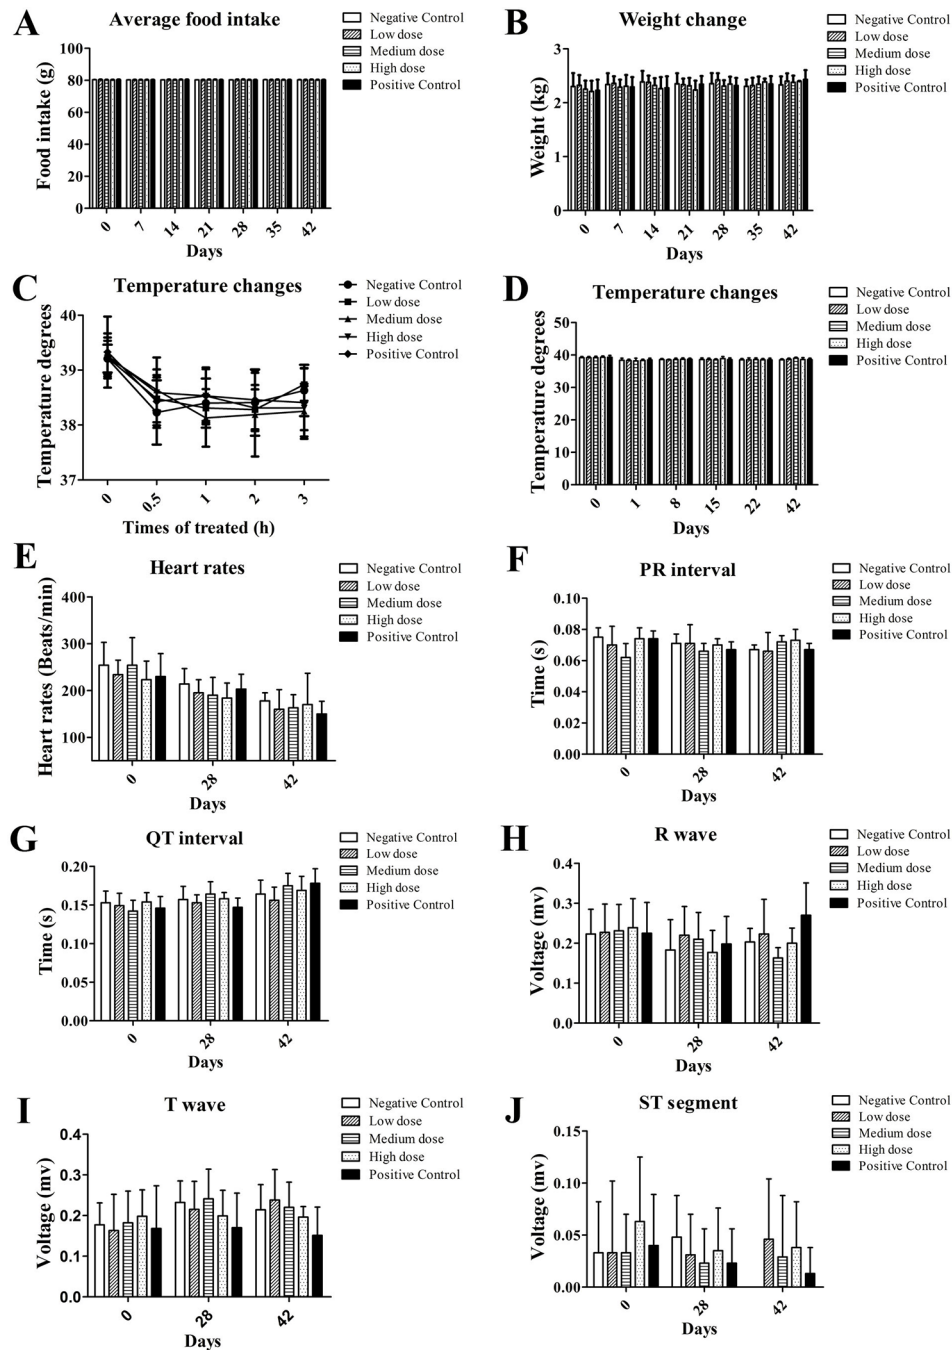 A
Average food intake
Negative Control
Low dose
Medium dose
High dose
Positive Control
Food intake (g)
100
80
60
40
20
0
0 7 14 21 28 35 42
Days
B
Weight change
Negative Control
Low dose
Medium dose
High dose
Positive Control
Weight (kg)
3
2
1
0
0 7 14 21 28 35 42
Days
C
Temperature changes
Negative Control
Low dose
Medium dose
High dose
Positive Control
Temperature degrees
40
39
38
37
0 0.5 1 2 3
Times of treated (h)
D
Temperature changes
Negative Control
Low dose
Medium dose
High dose
Positive Control
Temperature degrees
50
40
30
20
10
0
0 1 8 15 22 42
Days
E
Heart rates
Negative Control
Low dose
Medium dose
High dose
Positive Control
Heart rates (Beats/min)
400
300
200
100
0 28 42
Days
F
PR interval
Negative Control
Low dose
Medium dose
High dose
Positive Control
Time (s)
0.10
0.08
0.06
0.04
0.02
0.00
0 28 42
Days
G
QT interval
Negative Control
Low dose
Medium dose
High dose
Positive Control
Time (s)
0.20
0.15
0.10
0.05
0.00
0 28 42
Days
H
R wave
Negative Control
Low dose
Medium dose
High dose
Positive Control
Voltage (mv)
0.4
0.3
0.2
0.1
0.0
0 28 42
Days
I
T wave
Negative Control
Low dose
Medium dose
High dose
Positive Control
Voltage (mv)
0.4
0.3
0.2
0.1
0.0
0 28 42
Days
J
ST segment
Negative Control
Low dose
Medium dose
High dose
Positive Control
Voltage (mv)
0.15
0.10
0.05
0.00
0 28 42
Days